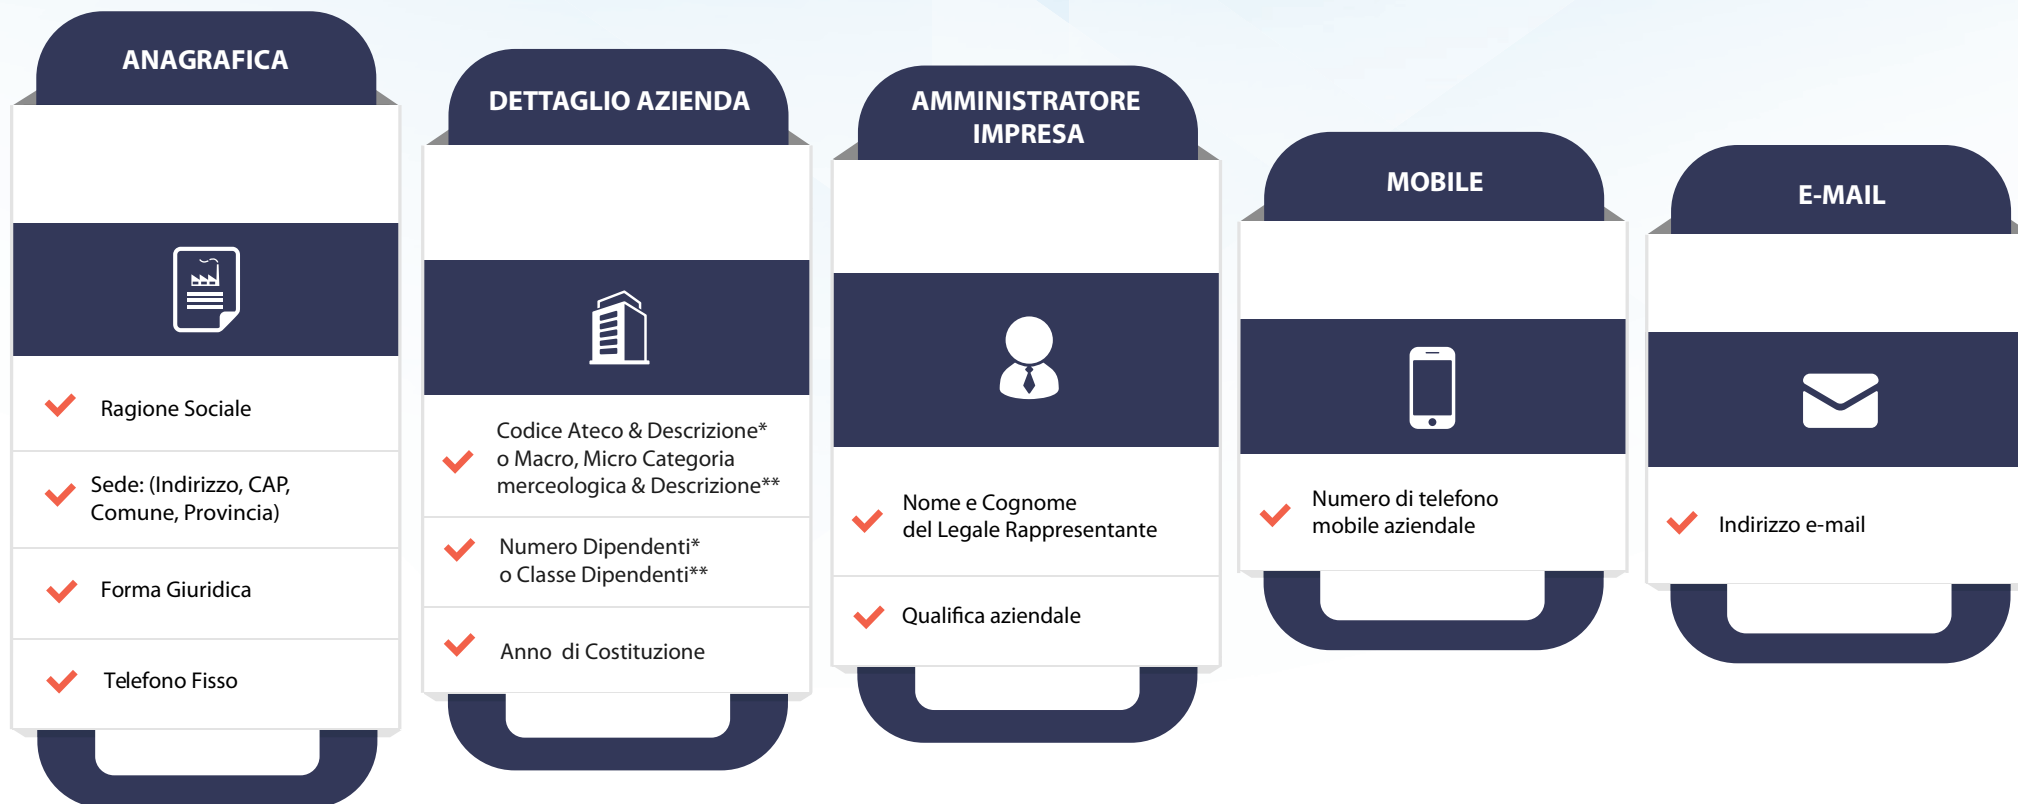 ANAGRAFICA
Ragione Sociale
Sede: (Indirizzo, CAP,
Comune, Provincia)
Forma Giuridica
Telefono Fisso
DETTAGLIO AZIENDA
Codice Ateco & Descrizione*
o Macro, Micro Categoria
merceologica & Descrizione**
Numero Dipendenti*
o Classe Dipendenti**
Anno di Costituzione
AMMINISTRATORE
IMPRESA
Nome e Cognome
del Legale Rappresentante
Qualifica aziendale
MOBILE
Numero di telefono
mobile aziendale
E-MAIL
Indirizzo e-mail